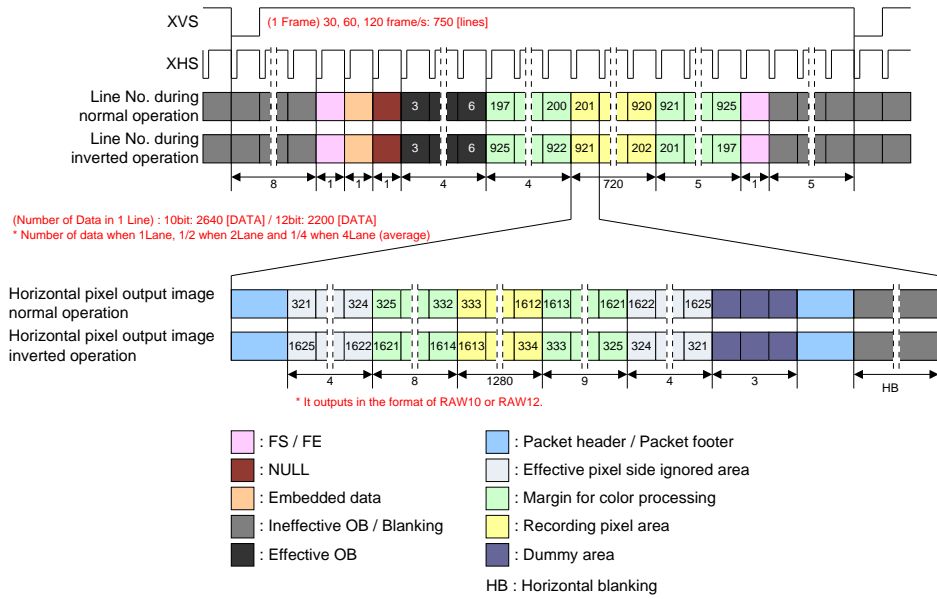 XVS
(1 Frame) 30, 60, 120 frame/s: 750 [lines]
XHS
Line No. during
normal operation
3 6 197 200 201 920 921 925
Line No. during
inverted operation
3 6 925 922 921 202 201 197
8 1 1 1 4 4 720 5 1 5
(Number of Data in 1 Line) : 10bit: 2640 [DATA] / 12bit: 2200 [DATA]
* Number of data when 1Lane, 1/2 when 2Lane and 1/4 when 4Lane (average)
Horizontal pixel output image
normal operation
321 324 325 332 333 1612 1613 1621 1622 1625
Horizontal pixel output image
inverted operation
1625 1622 1621 1614 1613 334 333 325 324 321
4 8 1280 9 4 3 HB
* It outputs in the format of RAW10 or RAW12.
: FS / FE
: Packet header / Packet footer
: NULL
: Effective pixel side ignored area
: Embedded data
: Margin for color processing
: Ineffective OB / Blanking
: Recording pixel area
: Effective OB
: Dummy area
HB : Horizontal blanking